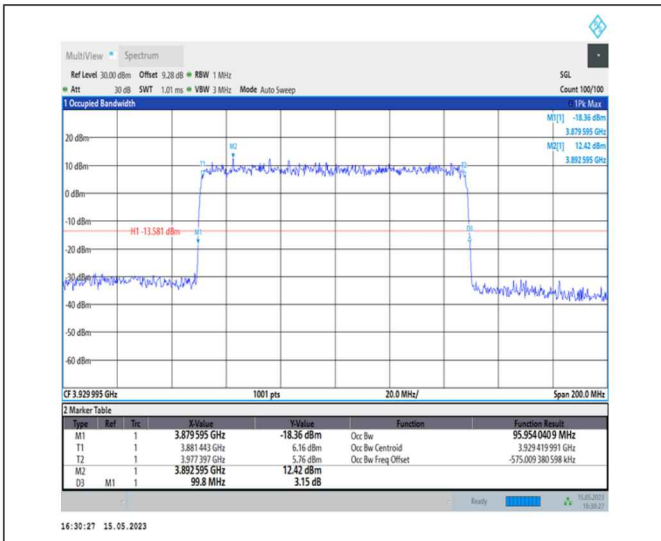 MultiView Spectrum
Ref Level 30.00 dBm Offset 9.28 dB RBW 1 MHz SGL
Att 30 dB SWT 1.01 ms VBW 3 MHz Mode Auto Sweep Count 100/100
1 Occupied Bandwidth 1Pk Max
M1[1] -18.36 dBm
3.879 595 GHz
M2[1] 12.42 dBm
3.892 595 GHz
20 dBm
M2
T1
T2
10 dBm
0 dBm
-10 dBm
H1 -13.581 dBm
M1
D3
-30 dBm
-40 dBm
-50 dBm
-60 dBm
CF 3.929 995 GHz 1001 pts 20.0 MHz/ Span 200.0 MHz
2 Marker Table
Type Ref Trc X-Value Y-Value Function Function Result
M1 1 3.879 595 GHz -18.36 dBm Occ Bw 95.954 040 9 MHz
T1 1 3.881 443 GHz 6.16 dBm Occ Bw Centroid 3.929 419 991 GHz
T2 1 3.977 397 GHz 5.76 dBm Occ Bw Freq Offset -575.009 380 598 kHz
M2 1 3.892 595 GHz 12.42 dBm
D3 M1 1 99.8 MHz 3.15 dB
Ready 15.05.2023
16:30:27
16:30:27 15.05.2023